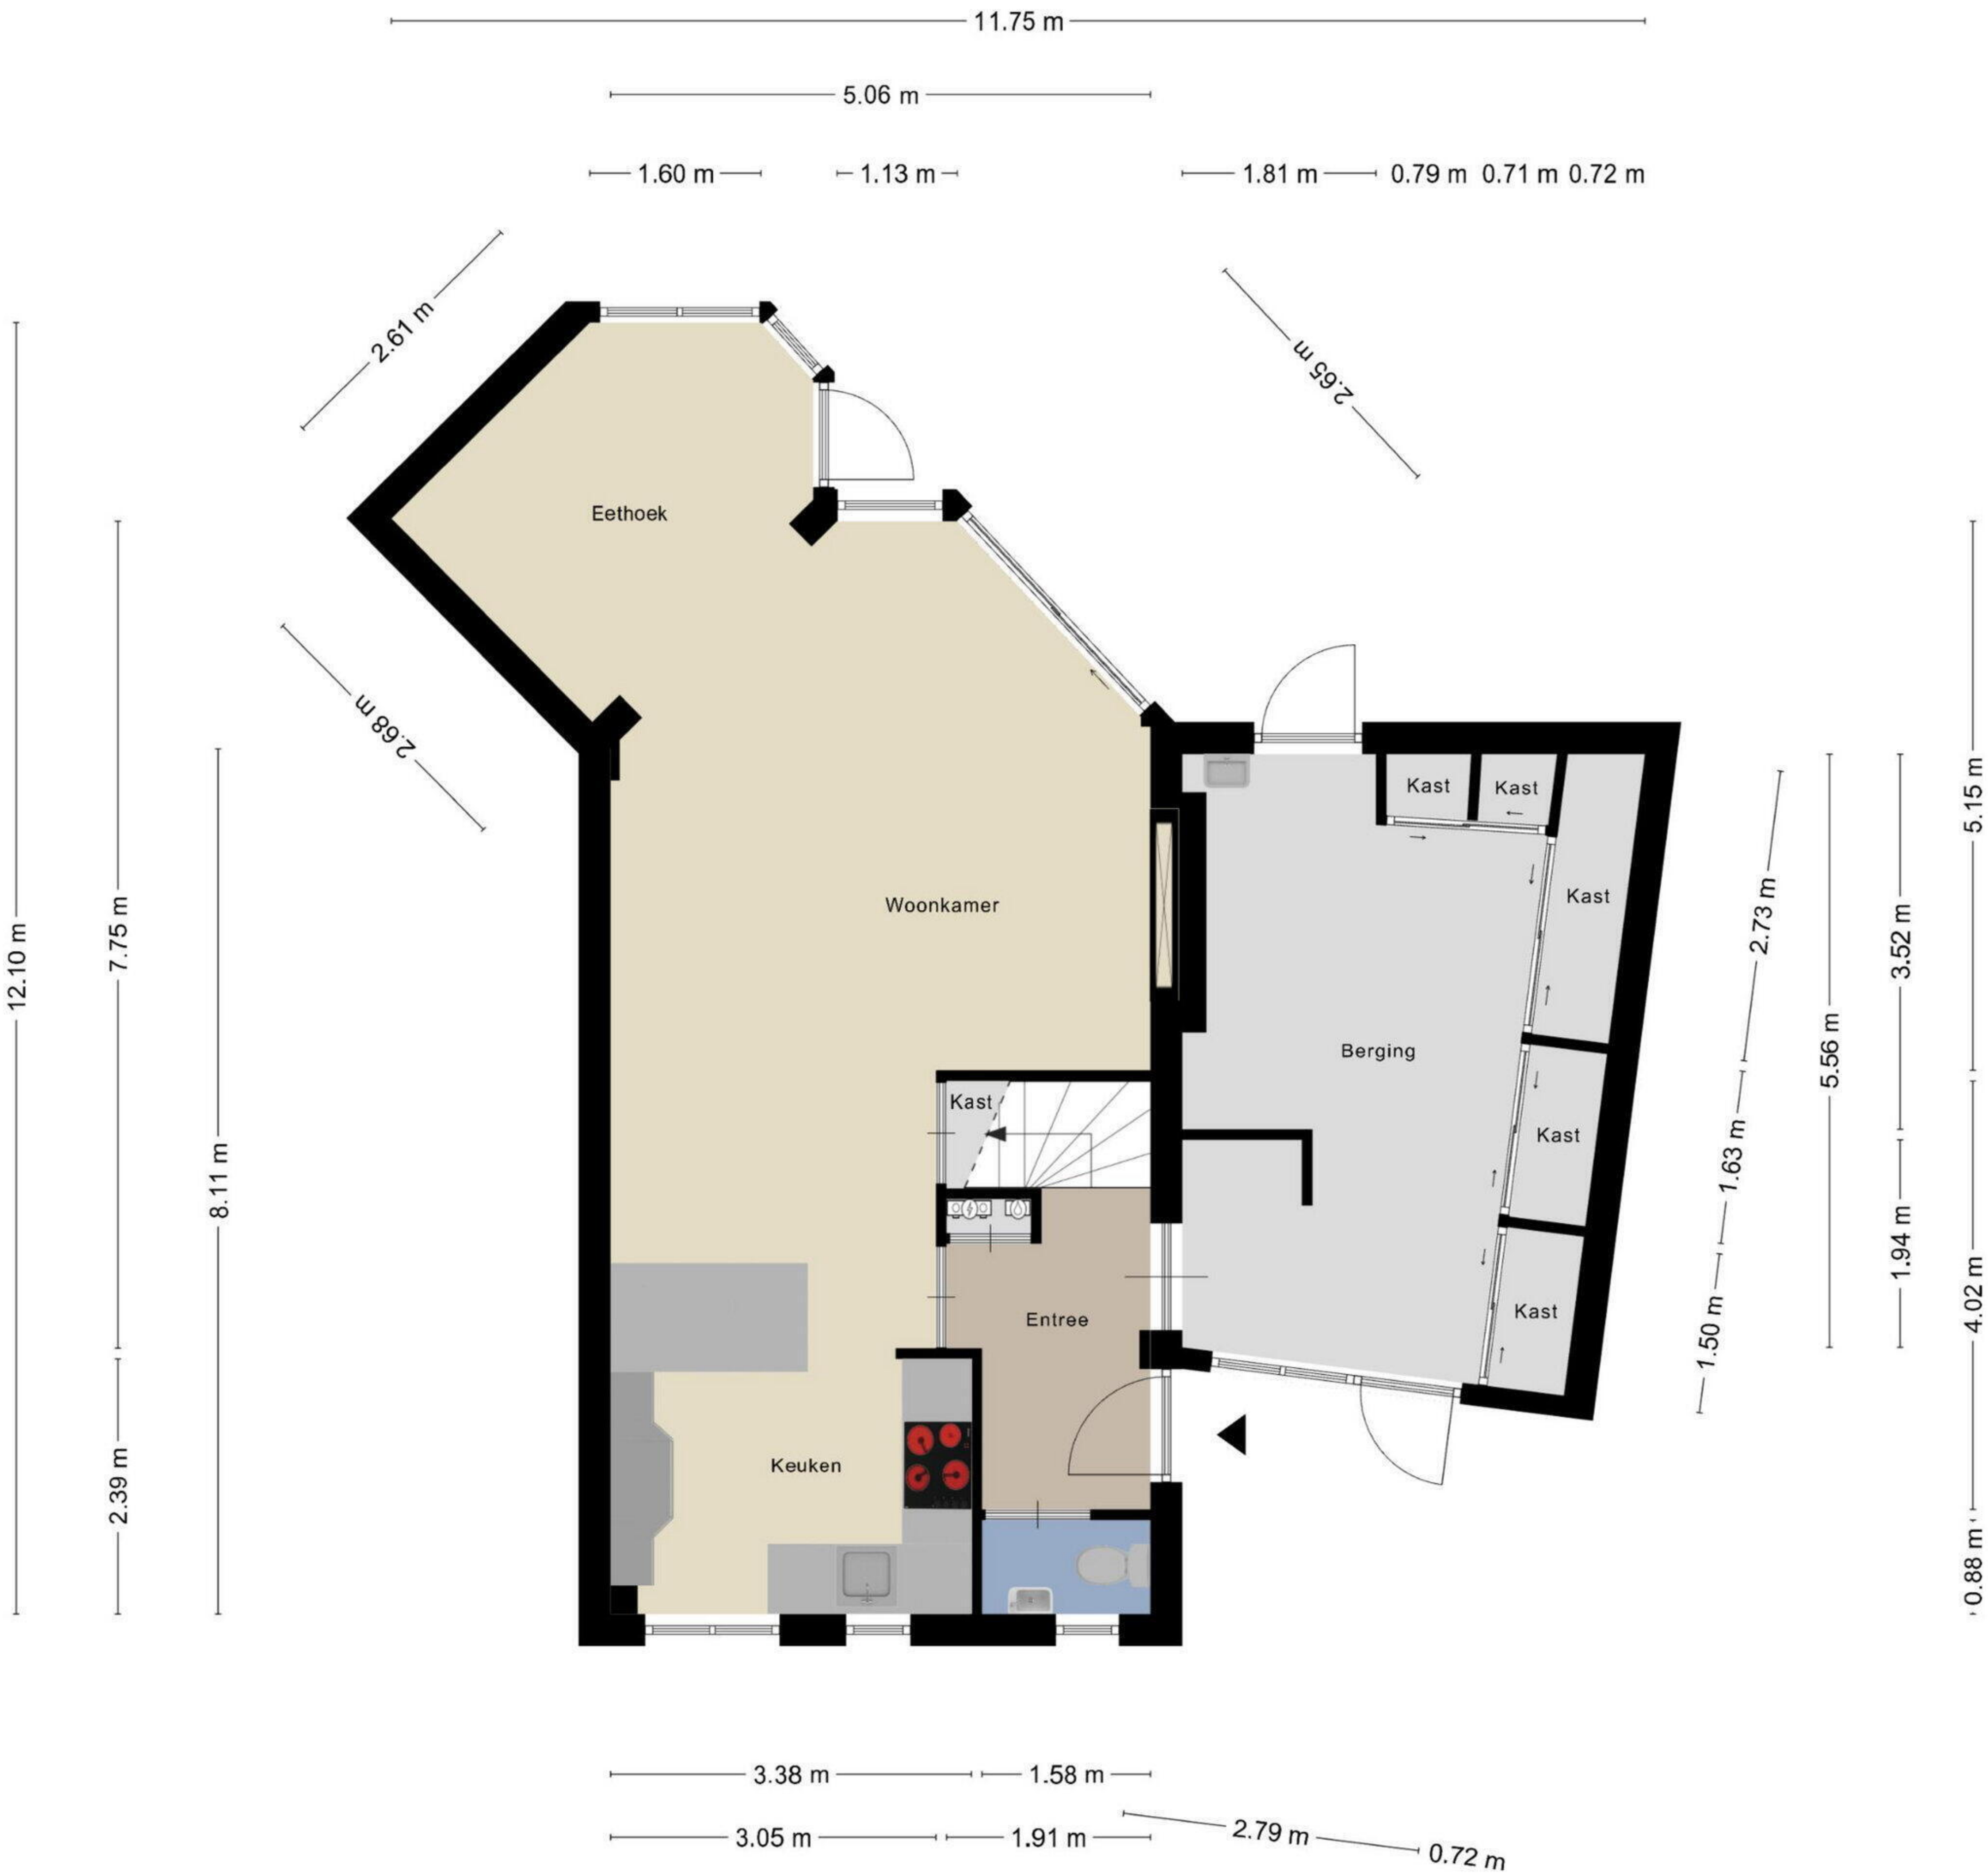 11.75 m
5.06 m
1.60 m
1.13 m
1.81 m
0.79 m
0.71 m
0.72 m
2.61 m
2.65 m
Eethoek
2.68 m
Kast
Kast
5.15 m
Kast
Woonkamer
2.73 m
3.52 m
7.75 m
12.10 m
Berging
5.56 m
Kast
Kast
1.63 m
8.11 m
1.94 m
4.02 m
Kast
Entree
1.50 m
Keuken
2.39 m
0.88 m
3.38 m
1.58 m
3.05 m
1.91 m
2.79 m
0.72 m